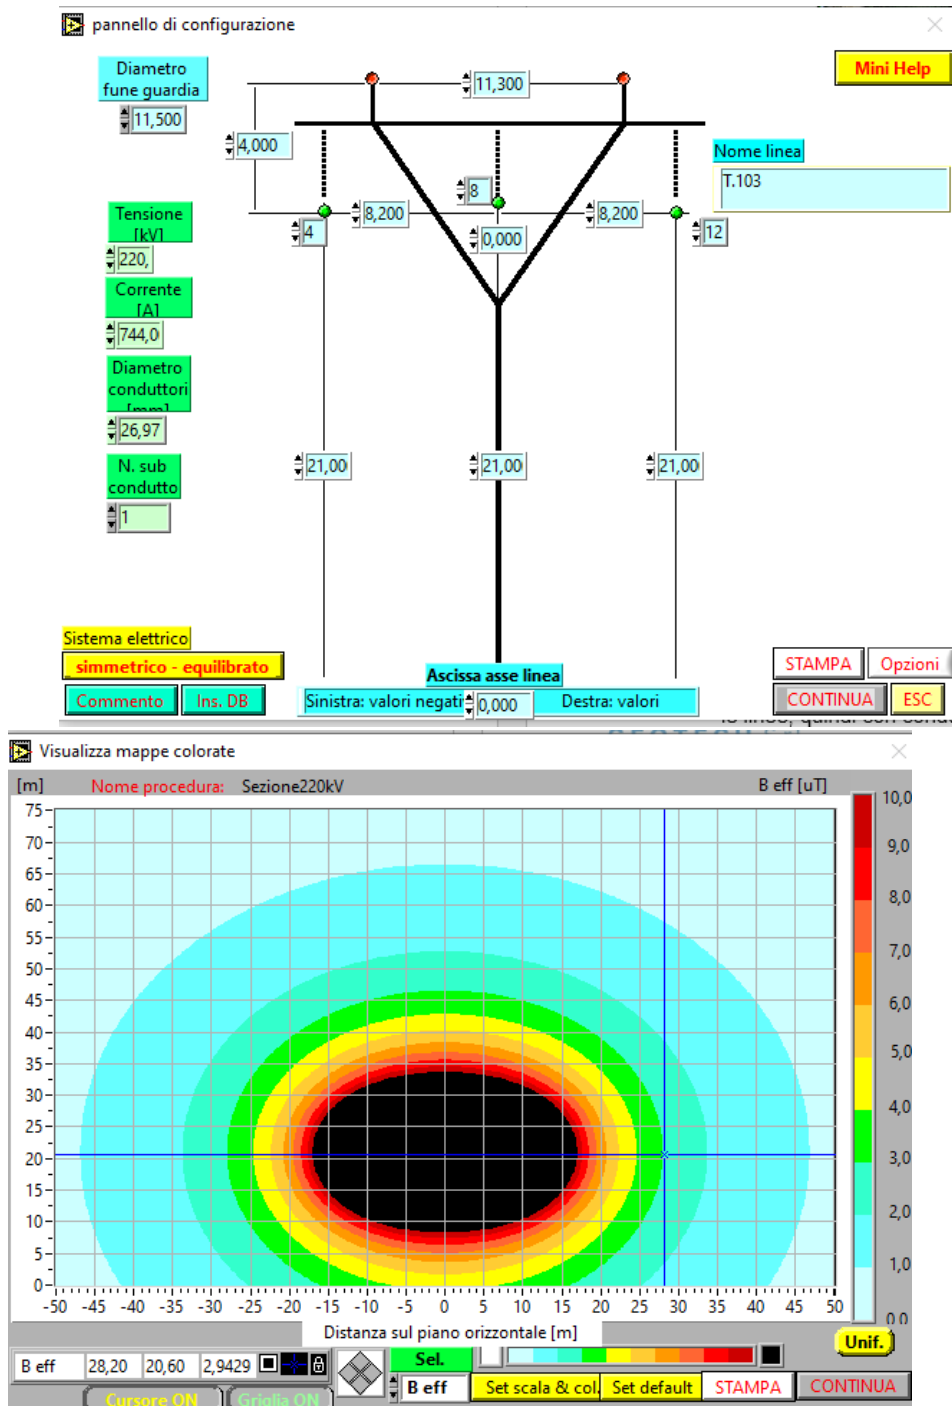 pannello di configurazione
Diametro
fune guardia
11,500
11,300
Mini Help
4,000
Nome linea
T.103
8
Tensione
[kV]
220,
4
8,200
0,000
8,200
12
Corrente
[A]
744,0
Diametro
conduttori
[mm]
26,97
N. sub
condutto
1
21,00
21,00
21,00
Sistema elettrico
simmetrico - equilibrato
Commento
Ins. DB
Ascissa asse linea
Sinistra: valori negati
0,000
Destra: valori
STAMPA
Opzioni
CONTINUA
ESC
Visualizza mappe colorate
[m]
Nome procedura:
Sezione220kV
B eff [uT]
75
70
65
60
55
50
45
40
35
30
25
20
15
10
5
0
-50 -45 -40 -35 -30 -25 -20 -15 -10 -5 0 5 10 15 20 25 30 35 40 45 50
10,0
9,0
8,0
7,0
6,0
5,0
4,0
3,0
2,0
1,0
0,0
Distanza sul piano orizzontale [m]
Unif.
B eff 28,20 20,60 2,9429
Sel.
B eff
Cursore ON
Griglia ON
Set scala & col.
Set default
STAMPA
CONTINUA